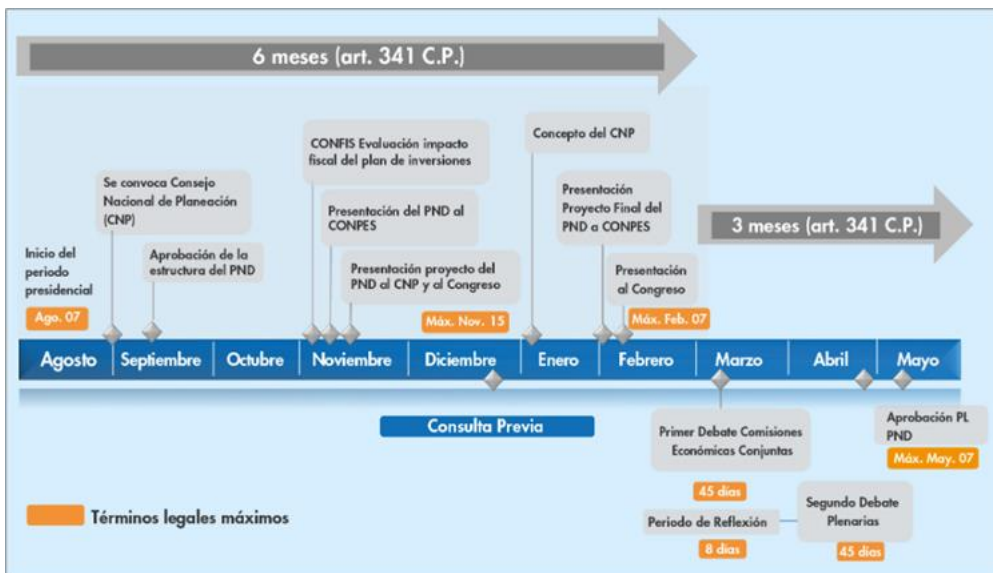 6 meses (art. 341 C.P.)
CONFIS Evaluación impacto
fiscal del plan de inversiones
Concepto del CNP
Se convoca Consejo
Nacional de Planeación
(CNP)
Presentación
Proyecto Final del
PND a CONPES
3 meses (art. 341 C.P.)
Presentación del PND al
CONPES
Inicio del
periodo
presidencial
Aprobación de la
estructura del PND
Presentación proyecto del
PND al CNP y al Congreso
Presentación
al Congreso
Ago. 07
Máx. Nov. 15
Máx. Feb. 07
Agosto
Septiembre
Octubre
Noviembre
Diciembre
Enero
Febrero
Marzo
Abril
Mayo
Consulta Previa
Primer Debate Comisiones
Económicas Conjuntas
45 días
Aprobación PL
PND
Máx. May. 07
Términos legales máximos
Periodo de Reflexión
8 días
Segundo Debate
Plenarias
45 días